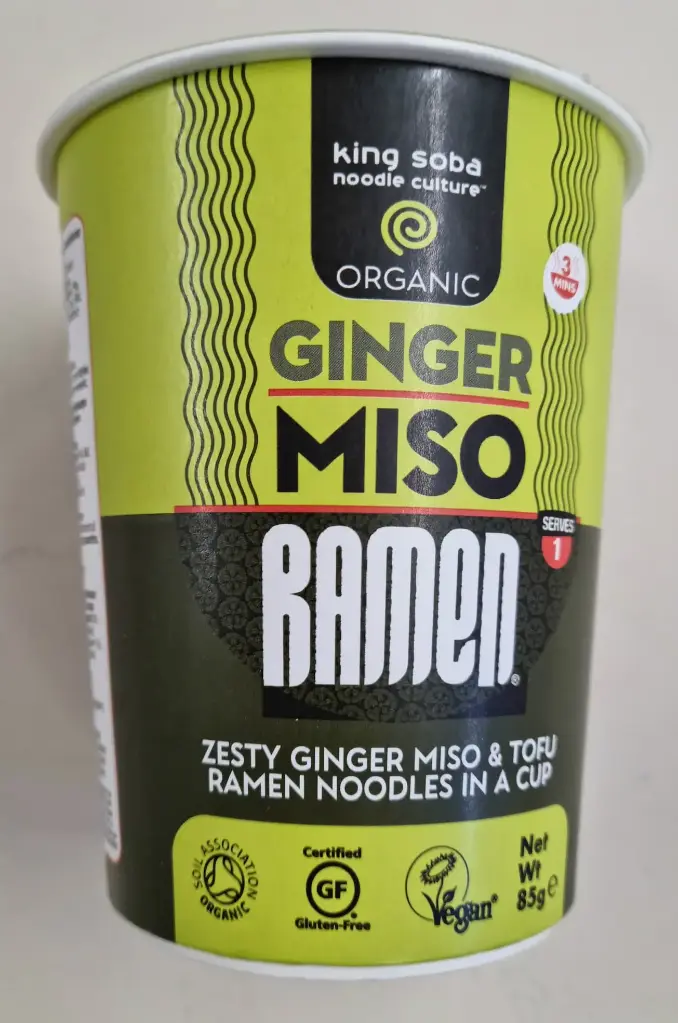 king soba
noodle culture™
ORGANIC
3
MINS
GINGER
MISO
SERVES
1
RAMEN®
ZESTY GINGER MISO & TOFU
RAMEN NOODLES IN A CUP
SOIL ASSOCIATION
ORGANIC
Certified
GF
Gluten-Free
Vegan®
Net
Wt
85g℮